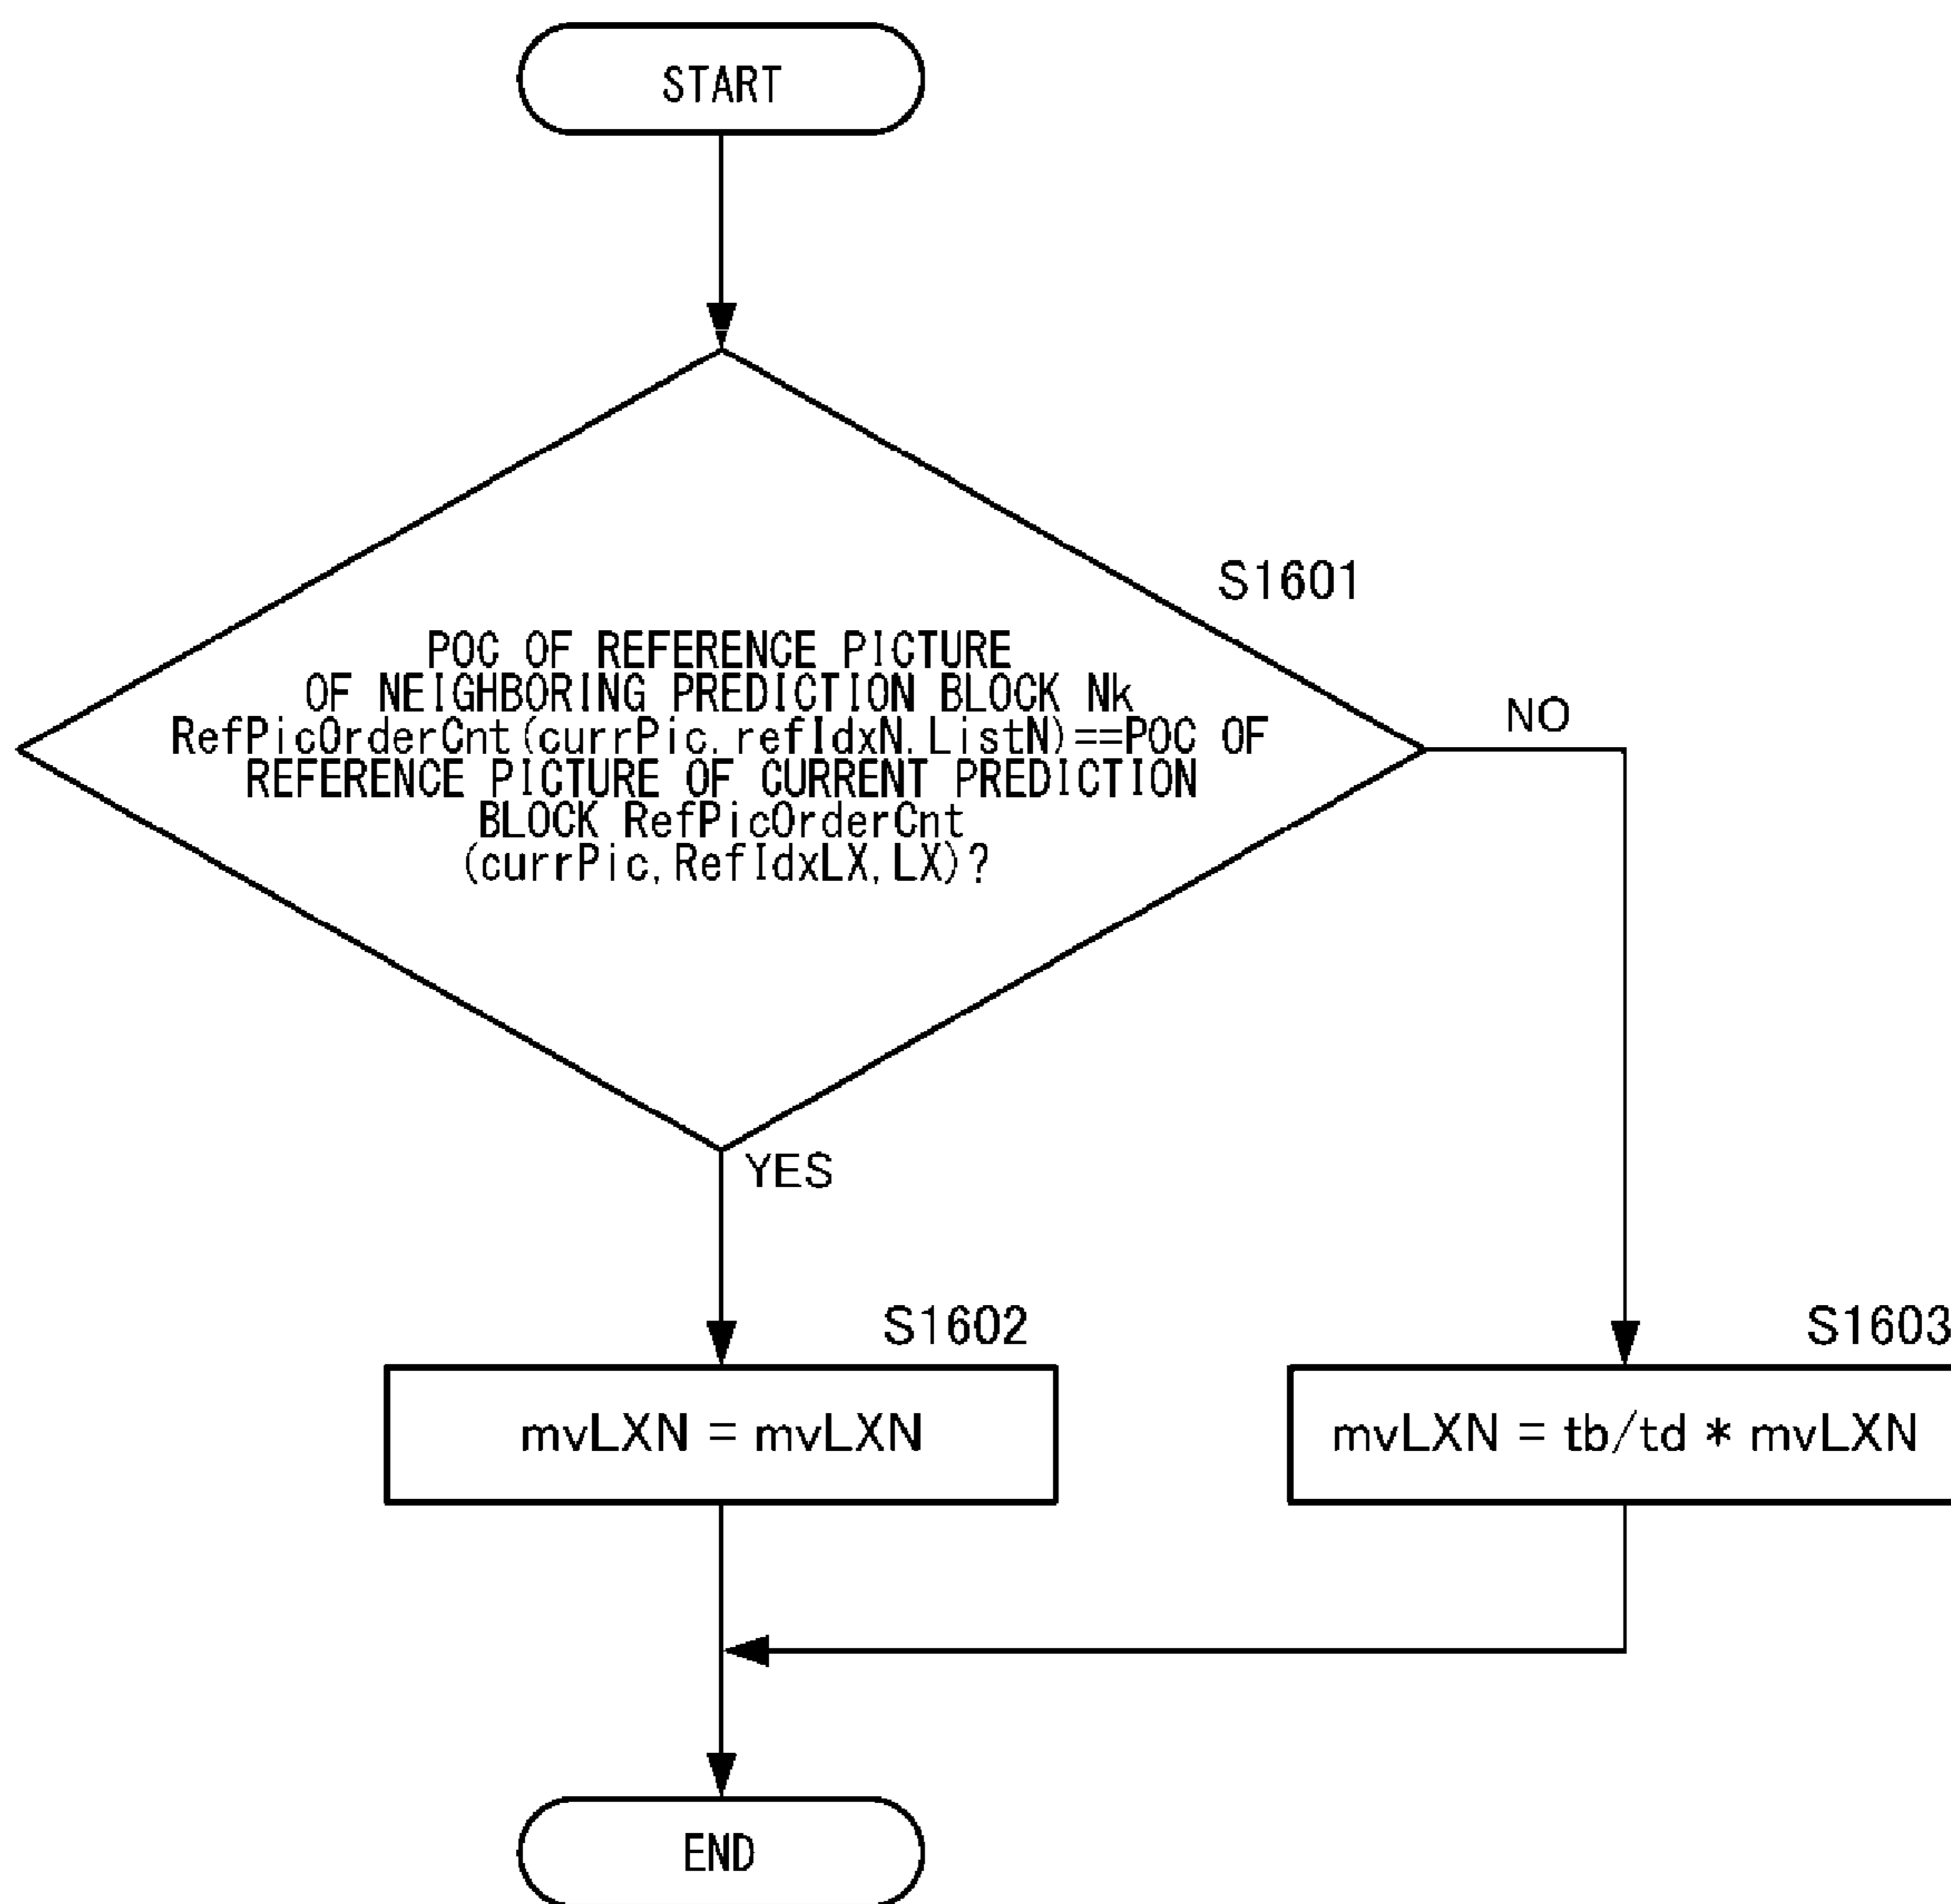 START
S1601
POC OF REFERENCE PICTURE
OF NEIGHBORING PREDICTION BLOCK Nk
RefPicOrderCnt(currPic, refIdxN, ListN)==POC OF
REFERENCE PICTURE OF CURRENT PREDICTION
BLOCK RefPicOrderCnt
(currPic, RefIdxLX, LX)?
NO
YES
S1602
S1603
mvLXN = mvLXN
mvLXN = tb/td * mvLXN
END